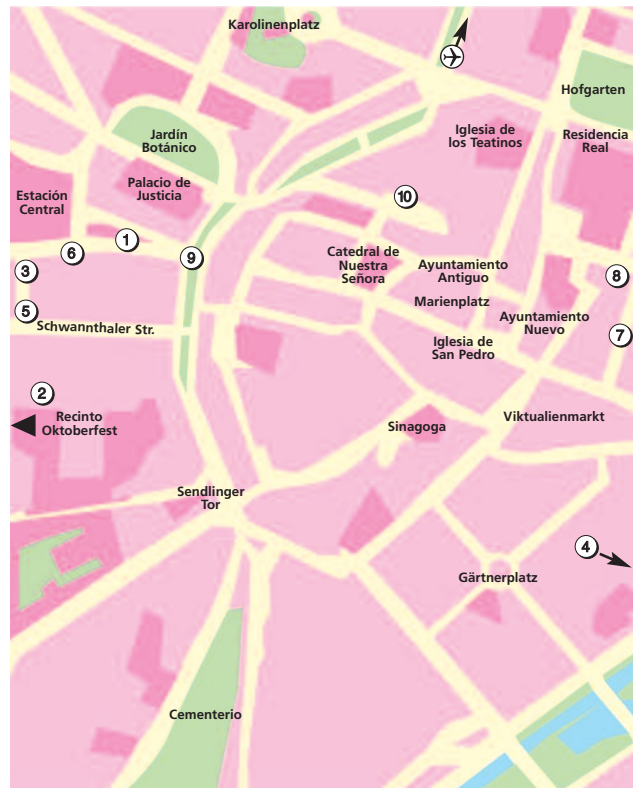 Karolinenplatz
Hofgarten
Jardín
Botánico
Iglesia de
los Teatinos
Residencia
Real
Palacio de
Justicia
Estación
Central
10
1
6
9
3
Catedral de
Nuestra
Señora
Ayuntamiento
Antiguo
8
Marienplatz
5
Schwannthaler Str.
Ayuntamiento
Nuevo
7
Iglesia de
San Pedro
2
Recinto
Oktoberfest
Sinagoga
Viktualienmarkt
Sendlinger
Tor
4
Gärtnerplatz
Cementerio